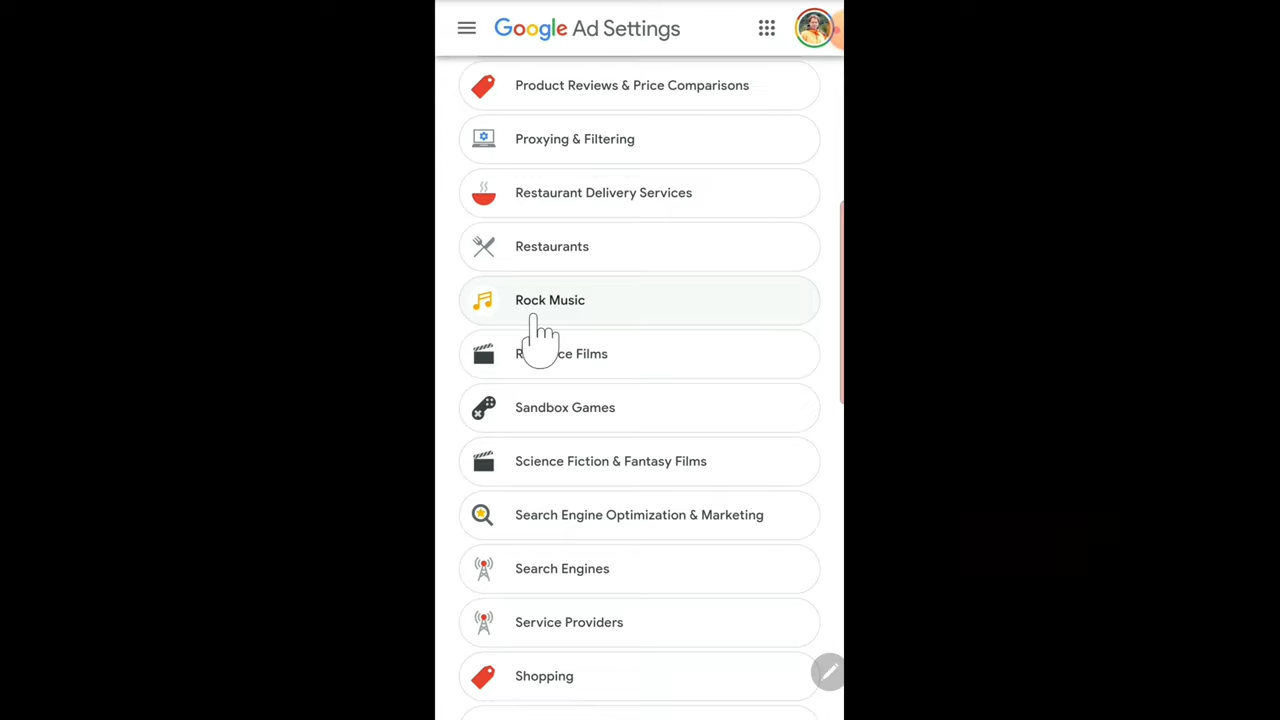 Google Ad Settings
Product Reviews & Price Comparisons
Proxying & Filtering
Restaurant Delivery Services
Restaurants
Rock Music
Films
Sandbox Games
Science Fiction & Fantasy Films
Search Engine Optimization & Marketing
Search Engines
Service Providers
Shopping